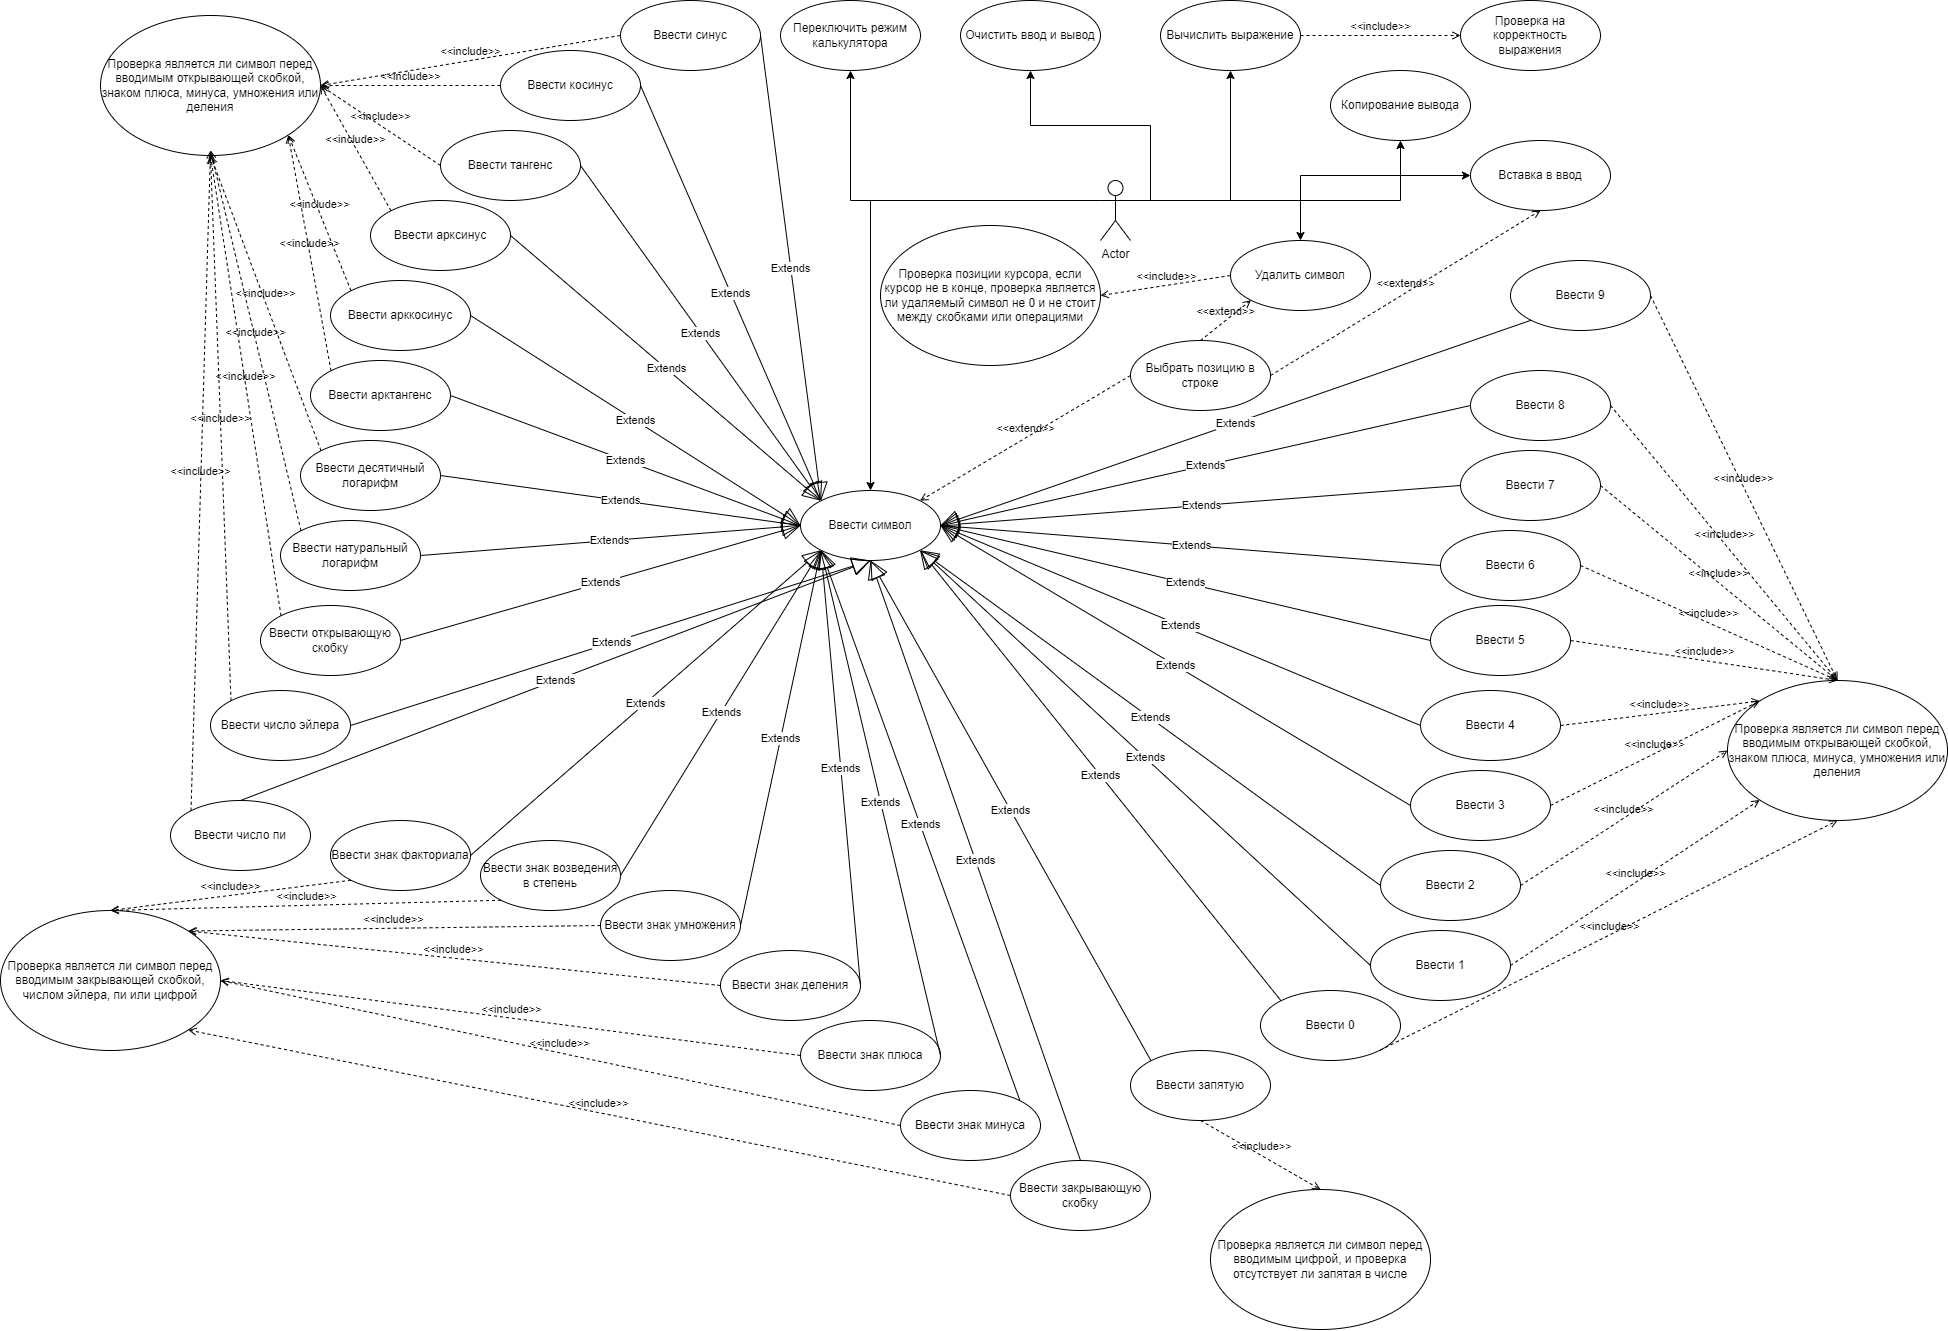 Ввести синус
Переключить режим
калькулятора
Очистить ввод и вывод
Вычислить выражение
<<include>>
Проверка на
корректность
выражения
Проверка является ли символ перед
вводимым открывающей скобкой,
знаком плюса, минуса, умножения или
деления
<<include>>
<<include>>
Ввести косинус
Копирование вывода
<<include>>
<<include>>
Ввести тангенс
Вставка в ввод
<<include>>
Ввести арксинус
<<include>>
Actor
Extends
Проверка позиции курсора, если
курсор не в конце, проверка является
ли удаляемый символ не 0 и не стоит
между скобками или операциями
<<include>>
Удалить символ
<<extend>>
Ввести 9
<<include>>
Extends
<<extend>>
Ввести арккосинус
<<include>>
Extends
Extends
Выбрать позицию в
строке
<<include>>
Ввести арктангенс
Extends
Extends
<<extend>>
Ввести 8
<<include>>
Extends
Extends
Ввести десятичный
логарифм
<<include>>
Extends
Extends
Ввести 7
<<include>>
Ввести символ
Extends
<<include>>
Ввести натуральный
логарифм
Extends
Extends
Ввести 6
<<include>>
Extends
Extends
<<include>>
Ввести открывающую
скобку
Extends
Extends
Ввести 5
<<include>>
Extends
Extends
Ввести число эйлера
Extends
Extends
Extends
Extends
Ввести 4
<<include>>
Проверка является ли символ перед
вводимым открывающей скобкой,
знаком плюса, минуса, умножения или
деления
<<include>>
Extends
Extends
Extends
Ввести 3
Extends
Extends
<<include>>
Ввести число пи
Extends
Ввести знак факториала
Extends
Ввести знак возведения
в степень
<<include>>
<<include>>
Ввести 2
<<include>>
<<include>>
Ввести знак умножения
<<include>>
<<include>>
Ввести 1
Проверка является ли символ перед
вводимым закрывающей скобкой,
числом эйлера, пи или цифрой
Ввести знак деления
<<include>>
Ввести 0
<<include>>
Ввести знак плюса
Ввести запятую
<<include>>
Ввести знак минуса
<<include>>
Ввести закрывающую
скобку
Проверка является ли символ перед
вводимым цифрой, и проверка
отсутствует ли запятая в числе